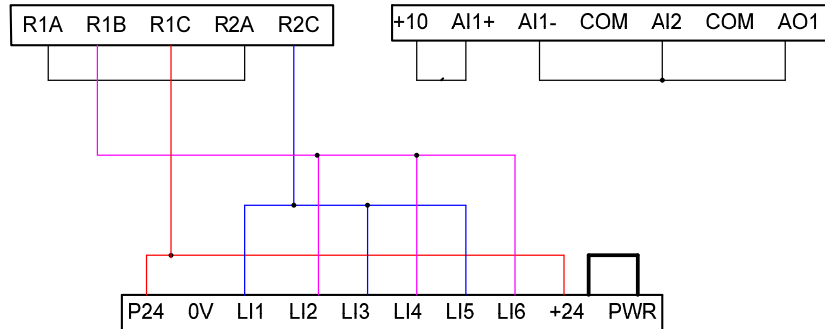 R1A R1B R1C R2A R2C
+10 AI1+ AI1- COM AI2 COM AO1
P24 0V LI1 LI2 LI3 LI4 LI5 LI6 +24 PWR